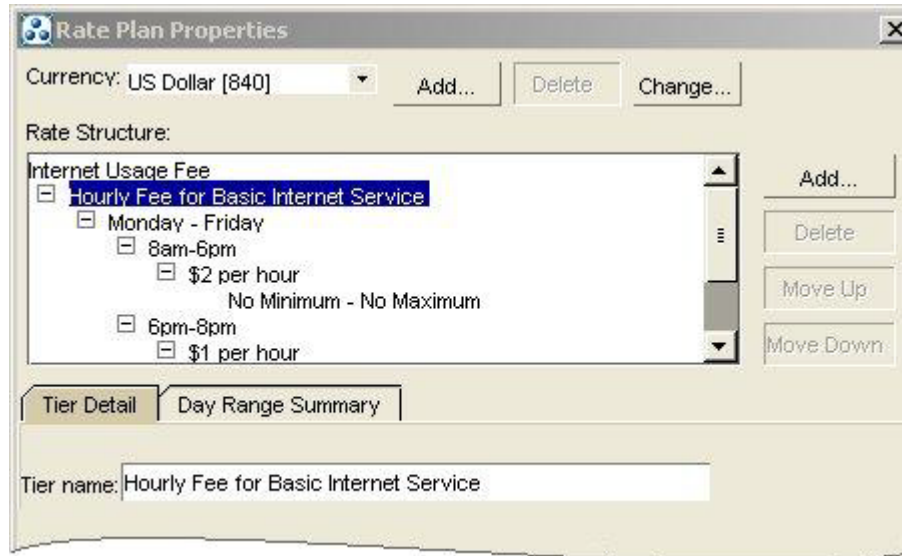 Rate Plan Properties
Currency: US Dollar [840] Add... Delete Change...
Rate Structure:
Internet Usage Fee
Hourly Fee for Basic Internet Service
Monday - Friday
8am-6pm
$2 per hour
No Minimum - No Maximum
6pm-8pm
$1 per hour
Add...
Delete
Move Up
Move Down
Tier Detail Day Range Summary
Tier name: Hourly Fee for Basic Internet Service